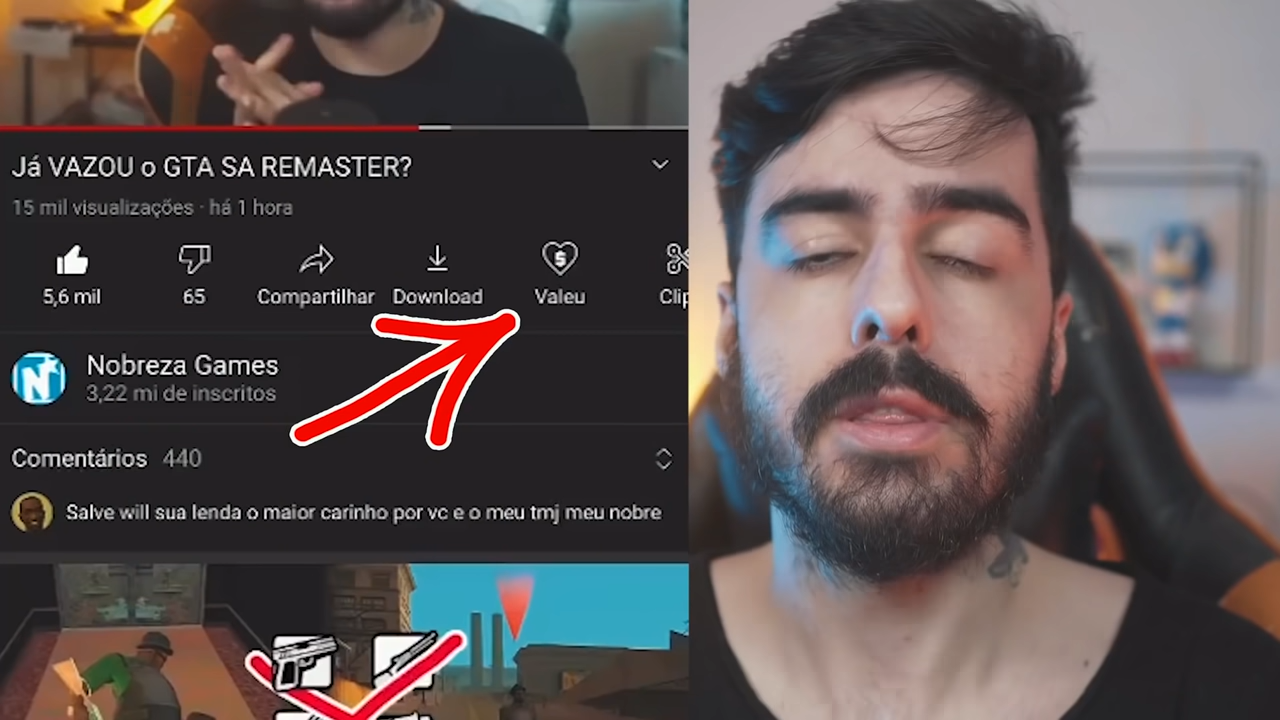 Já VAZOU o GTA SA REMASTER?
15 mil visualizações · há 1 hora
5,6 mil
65
Compartilhar
Download
Valeu
Clip
N
Nobreza Games
3,22 mi de inscritos
Comentários 440
Salve will sua lenda o maior carinho por vc e o meu tmj meu nobre